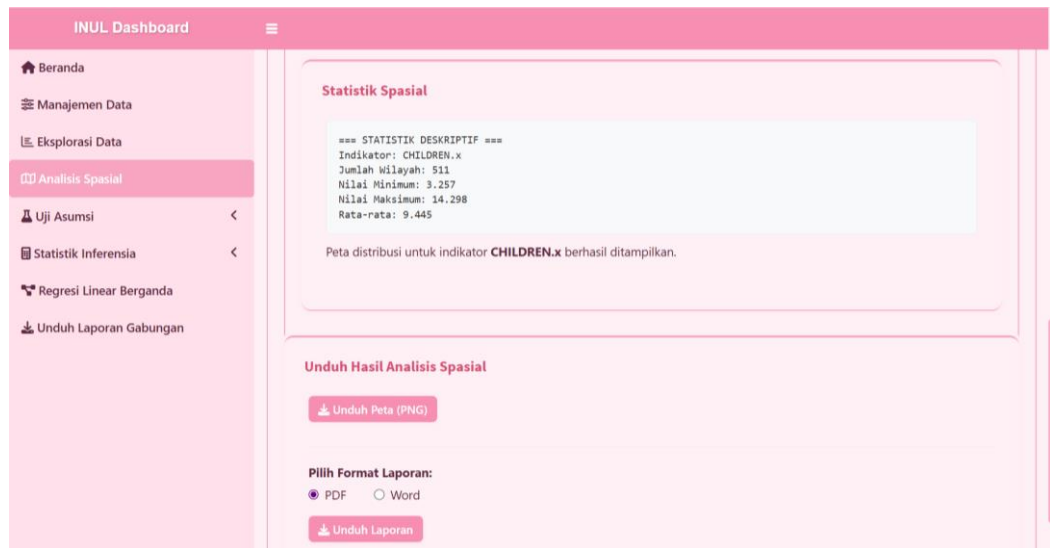 INUL Dashboard
Beranda
Manajemen Data
Eksplorasi Data
Analisis Spasial
Uji Asumsi
Statistik Inferensia
Regresi Linear Berganda
Unduh Laporan Gabungan
Statistik Spasial
=== STATISTIK DESKRIPTIF ===
Indikator: CHILDREN.x
Jumlah Wilayah: 511
Nilai Minimum: 3.257
Nilai Maksimum: 14.298
Rata-rata: 9.445
Peta distribusi untuk indikator CHILDREN.x berhasil ditampilkan.
Unduh Hasil Analisis Spasial
Unduh Peta (PNG)
Pilih Format Laporan:
PDF Word
Unduh Laporan